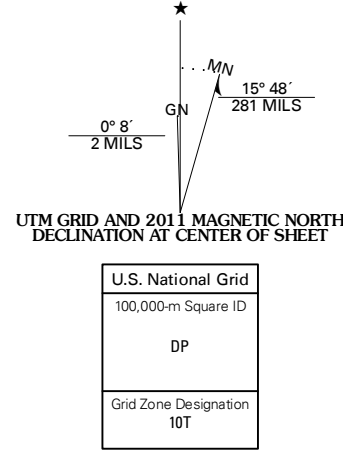 MN
GN
15° 48´
281 MILS
0° 8´
2 MILS
UTM GRID AND 2011 MAGNETIC NORTH
DECLINATION AT CENTER OF SHEET
U.S. National Grid
100,000-m Square ID
DP
Grid Zone Designation
10T